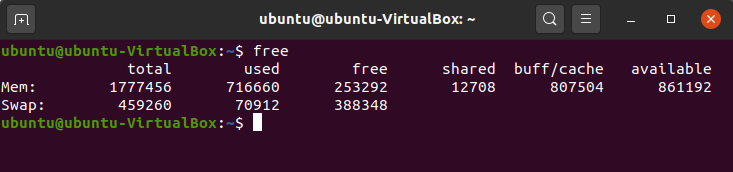 ubuntu@ubuntu-VirtualBox: ~
ubuntu@ubuntu-VirtualBox:~$ free
              total        used        free      shared  buff/cache   available
Mem:        1777456      716660      253292       12708      807504      861192
Swap:        459260       70912      388348
ubuntu@ubuntu-VirtualBox:~$